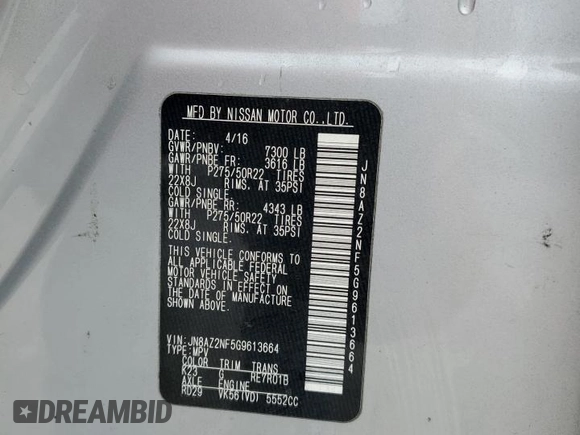 MFD BY NISSAN MOTOR CO.,LTD.
DATE: 4/16
GVWR/PNBV: 7300 LB
GAWR/PNBE FR: 3616 LB
WITH P275/50R22 TIRES
22X8J RIMS. AT 35PSI
COLD SINGLE.
GAWR/PNBE RR: 4343 LB
WITH P275/50R22 TIRES
22X8J RIMS. AT 35PSI
COLD SINGLE.
THIS VEHICLE CONFORMS TO
ALL APPLICABLE FEDERAL
MOTOR VEHICLE SAFETY
STANDARDS IN EFFECT ON
THE DATE OF MANUFACTURE
SHOWN ABOVE.
VIN: JN8AZ2NF5G9613664
TYPE: MPV
COLOR TRIM TRANS
K23 G RE7R01B
AXLE ENGINE
RD29 VK56(VD) 5552CC
JN8AZ2NF5G9613664
DREAMBID
DREAMBID